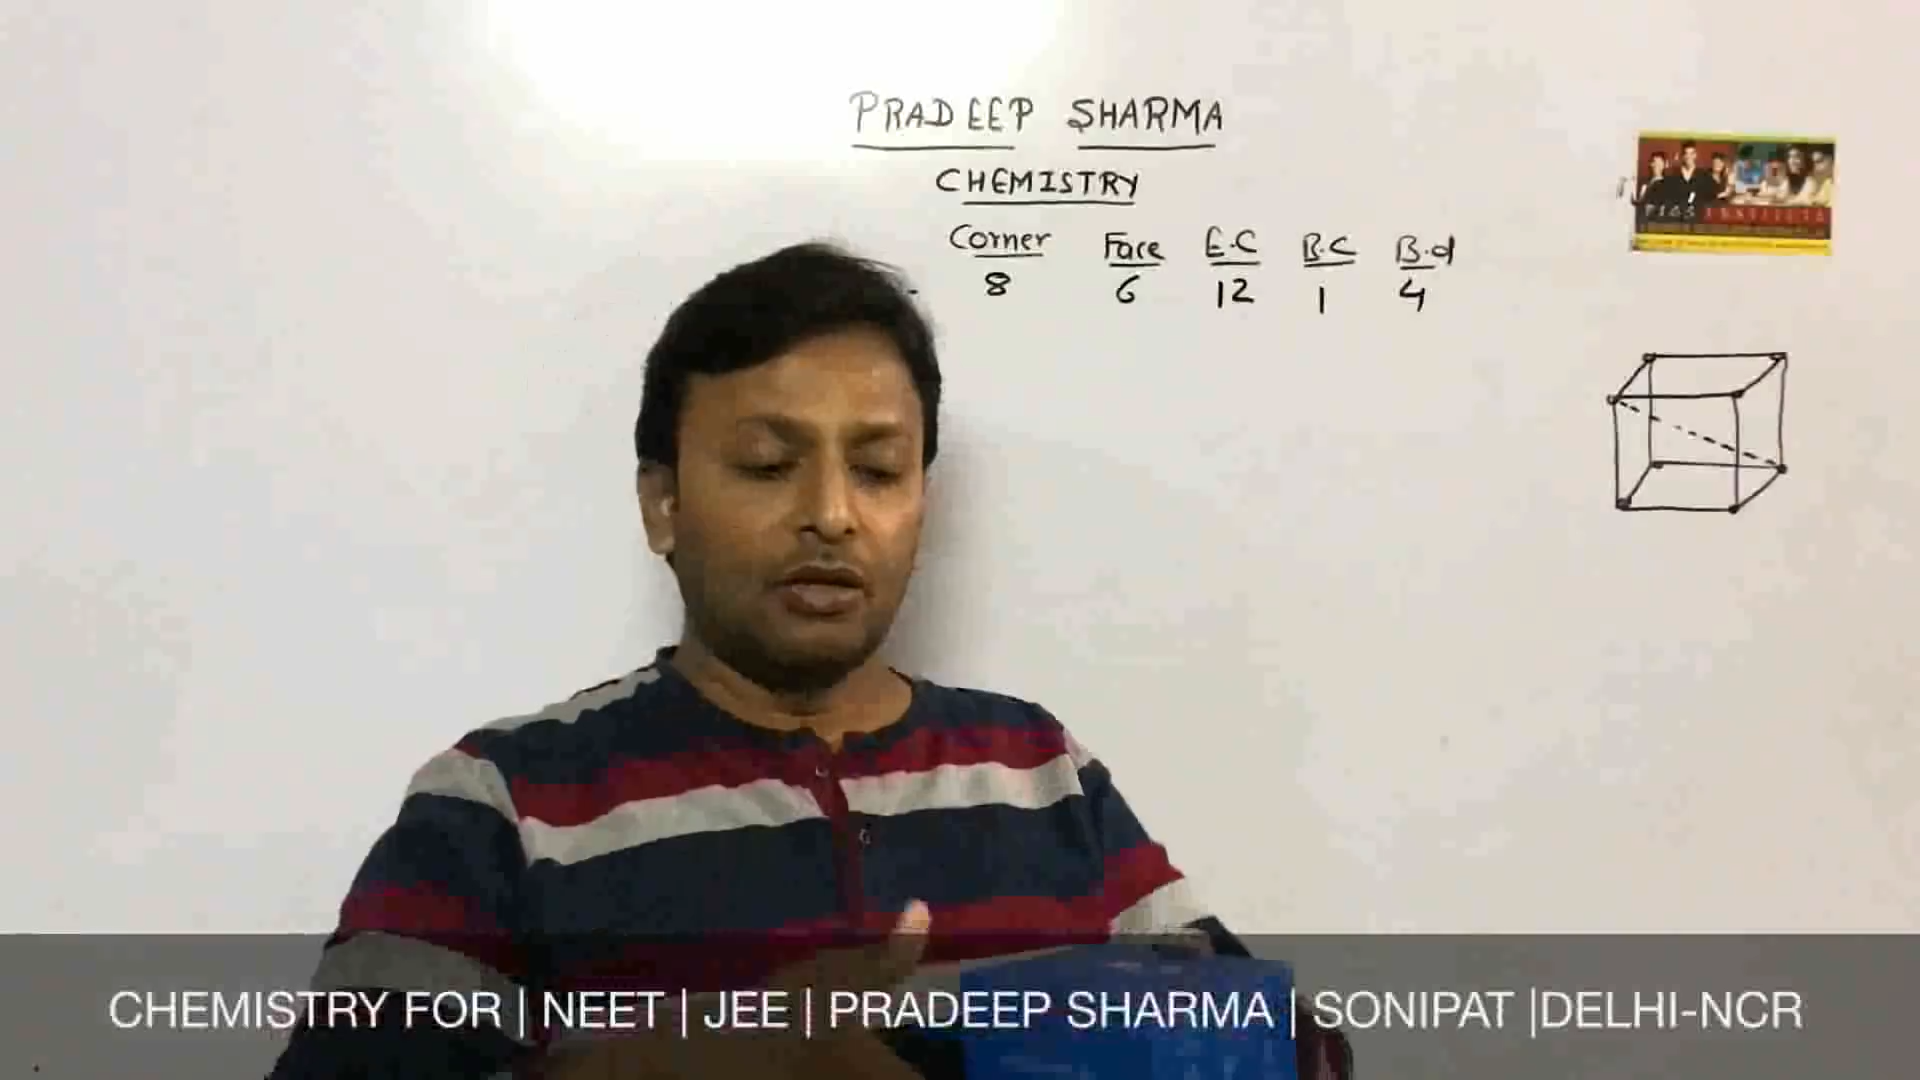 PRADEEP SHARMA
CHEMISTRY
Corner Face E.C B.C B.d
8 6 12 1 4
INSTITUTE
CHEMISTRY FOR | NEET | JEE | PRADEEP SHARMA | SONIPAT |DELHI-NCR